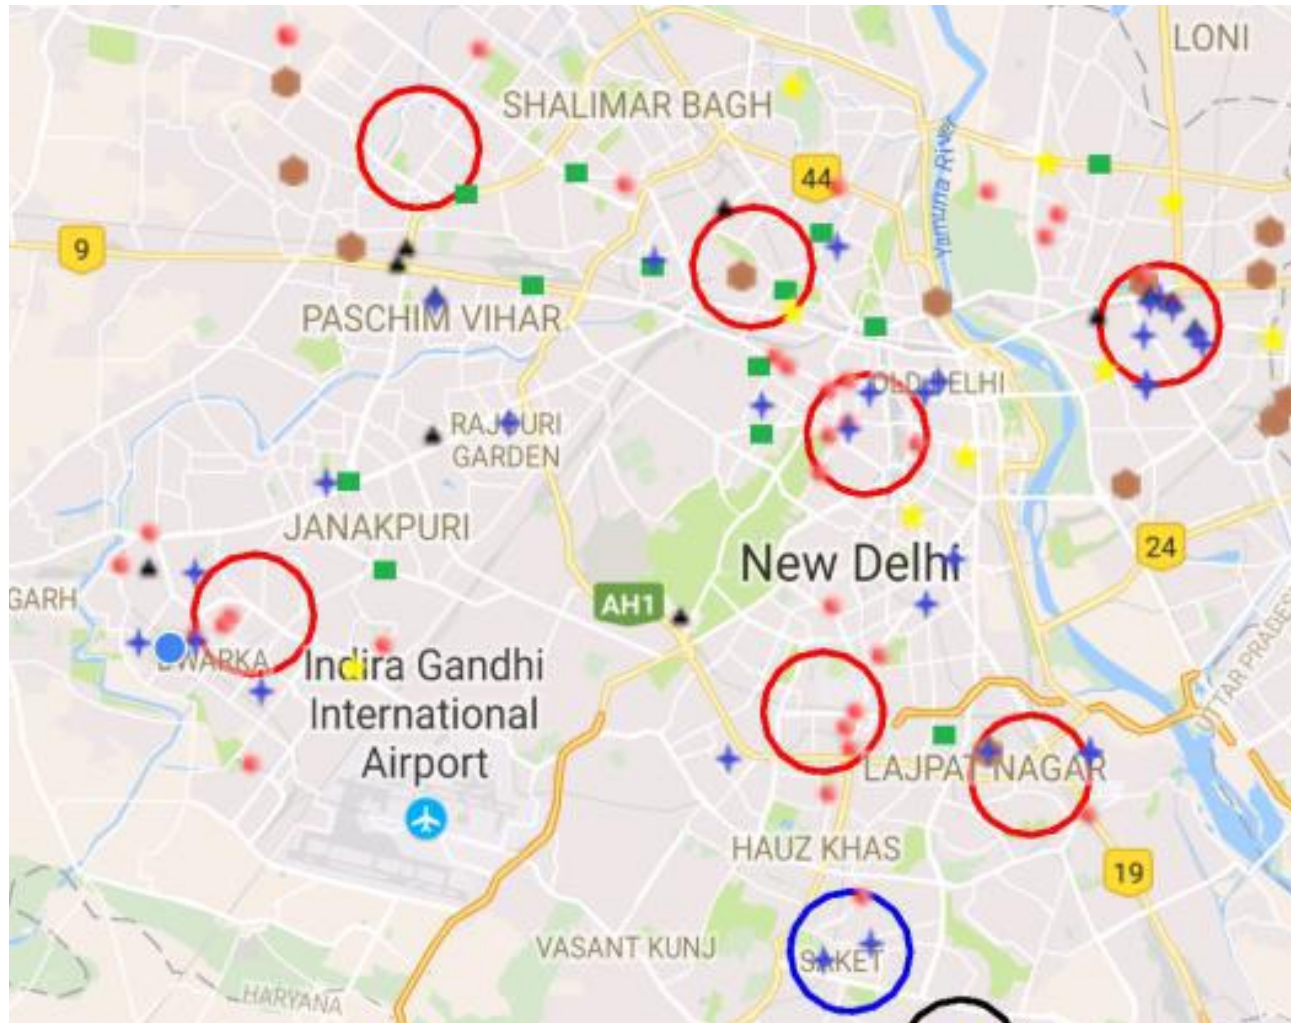 LONI
SHALIMAR BAGH
44
Yamuna River
9
PASCHIM VIHAR
OLD DELHI
RAJOURI
GARDEN
JANAKPURI
New Delhi
24
GARH
AH1
DWARKA
Indira Gandhi
International
Airport
UTTAR PRADESH
LAJPAT NAGAR
HAUZ KHAS
19
VASANT KUNJ
SAKET
HARYANA